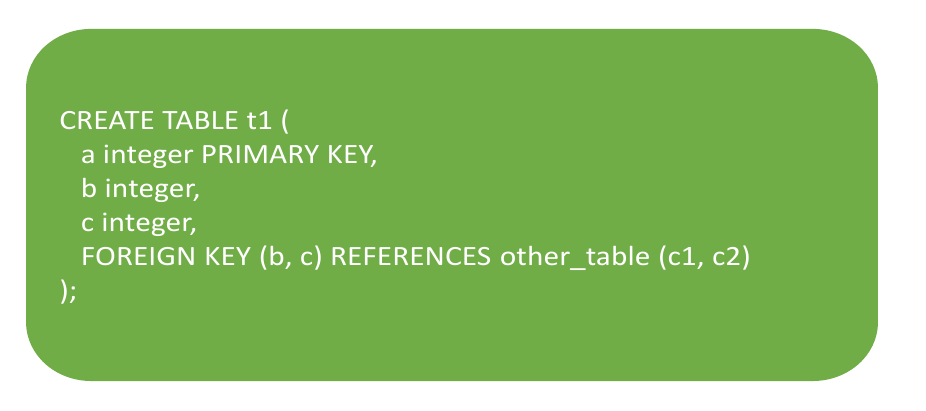 CREATE TABLE t1 (
a integer PRIMARY KEY,
b integer,
c integer,
FOREIGN KEY (b, c) REFERENCES other_table (c1, c2)
);